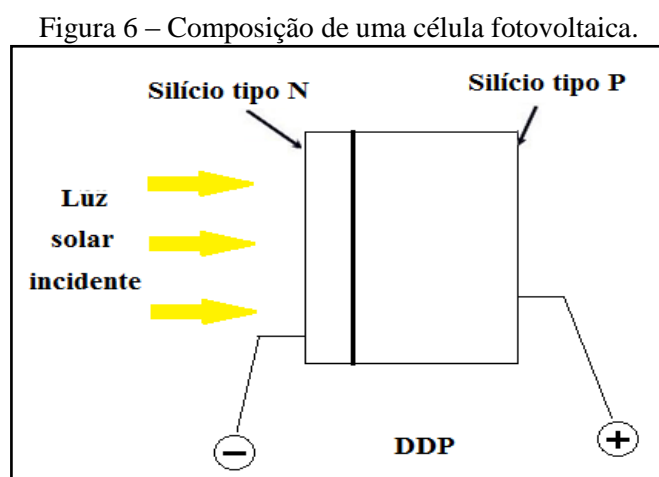 Figura 6 – Composição de uma célula fotovoltaica.
Silício tipo N
Silício tipo P
Luz
solar
incidente
DDP
−
+